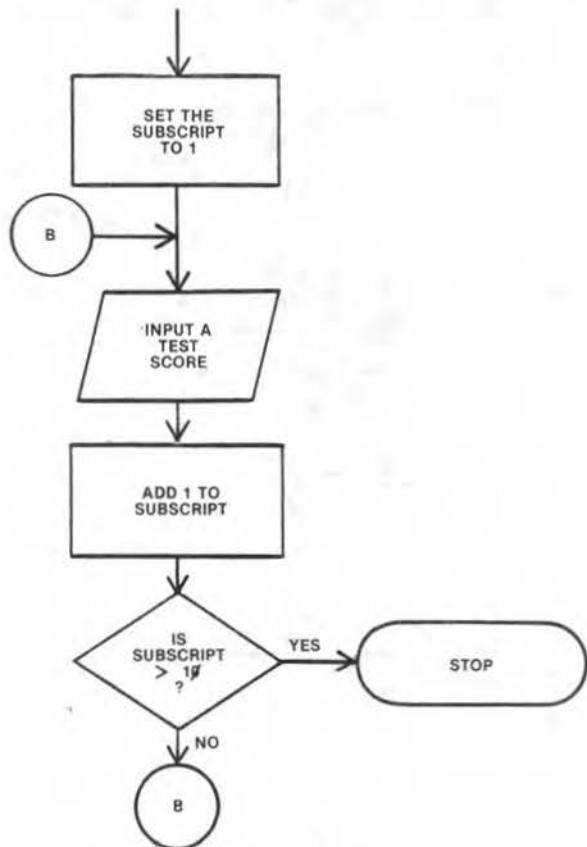 SET THE
SUBSCRIPT
TO 1
B
INPUT A
TEST
SCORE
ADD 1 TO
SUBSCRIPT
IS
SUBSCRIPT
> 10
?
YES
STOP
NO
B